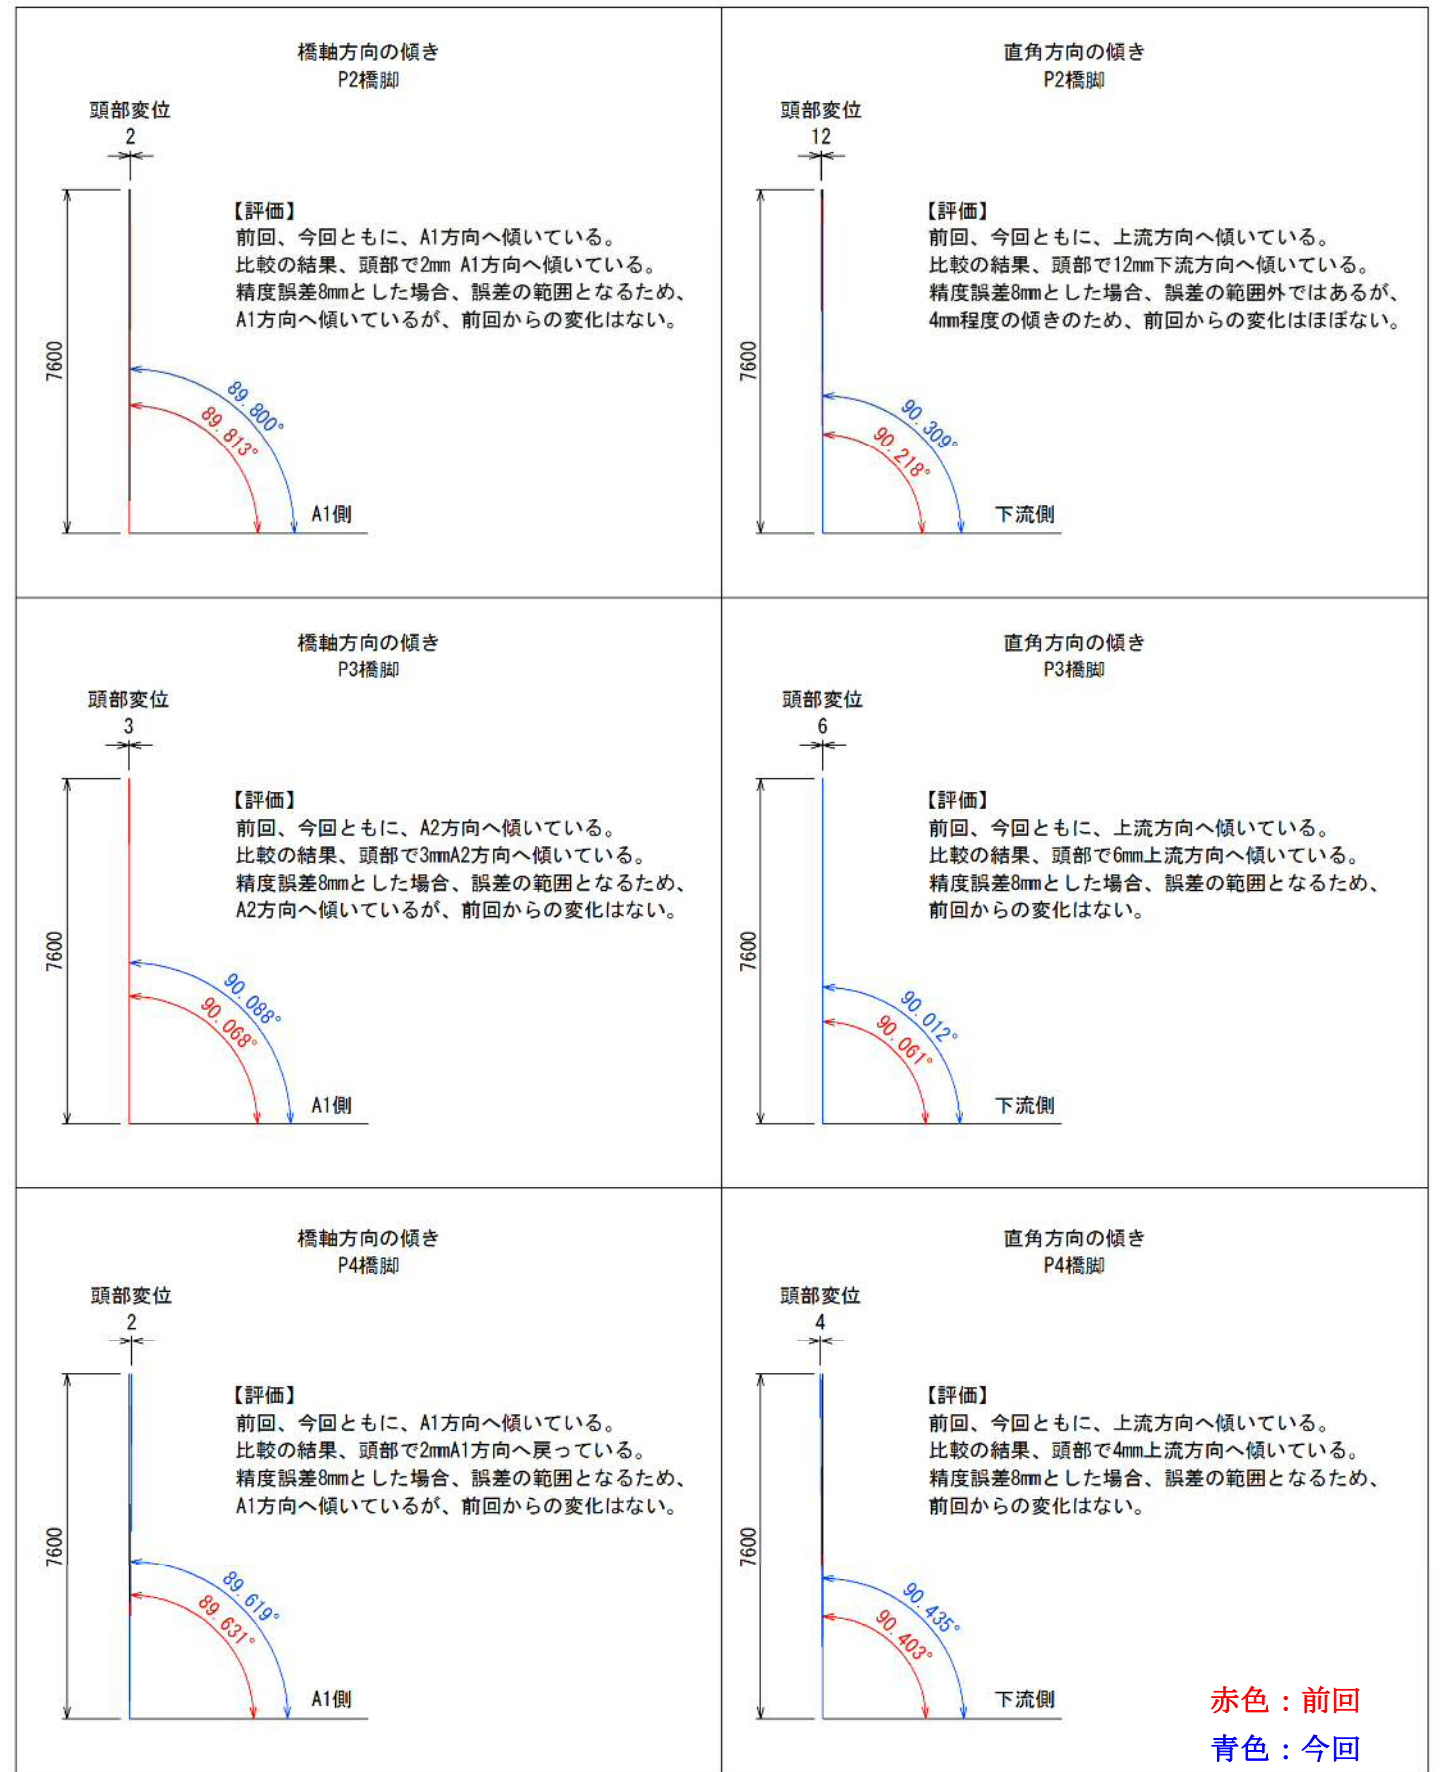 橋軸方向の傾き
P2橋脚
頭部変位
2
【評価】
前回、今回ともに、A1方向へ傾いている。
比較の結果、頭部で2mm A1方向へ傾いている。
精度誤差8mmとした場合、誤差の範囲となるため、
A1方向へ傾いているが、前回からの変化はない。
7600
89.800°
89.813°
A1側
直角方向の傾き
P2橋脚
頭部変位
12
【評価】
前回、今回ともに、上流方向へ傾いている。
比較の結果、頭部で12mm下流方向へ傾いている。
精度誤差8mmとした場合、誤差の範囲外ではあるが、
4mm程度の傾きのため、前回からの変化はほぼない。
7600
90.309°
90.218°
下流側
橋軸方向の傾き
P3橋脚
頭部変位
3
【評価】
前回、今回ともに、A2方向へ傾いている。
比較の結果、頭部で3mmA2方向へ傾いている。
精度誤差8mmとした場合、誤差の範囲となるため、
A2方向へ傾いているが、前回からの変化はない。
7600
90.088°
90.068°
A1側
直角方向の傾き
P3橋脚
頭部変位
6
【評価】
前回、今回ともに、上流方向へ傾いている。
比較の結果、頭部で6mm上流方向へ傾いている。
精度誤差8mmとした場合、誤差の範囲となるため、
前回からの変化はない。
7600
90.012°
90.061°
下流側
橋軸方向の傾き
P4橋脚
頭部変位
2
【評価】
前回、今回ともに、A1方向へ傾いている。
比較の結果、頭部で2mmA1方向へ戻っている。
精度誤差8mmとした場合、誤差の範囲となるため、
A1方向へ傾いているが、前回からの変化はない。
7600
89.619°
89.631°
A1側
直角方向の傾き
P4橋脚
頭部変位
4
【評価】
前回、今回ともに、上流方向へ傾いている。
比較の結果、頭部で4mm上流方向へ傾いている。
精度誤差8mmとした場合、誤差の範囲となるため、
前回からの変化はない。
7600
90.435°
90.403°
下流側
赤色：前回
青色：今回